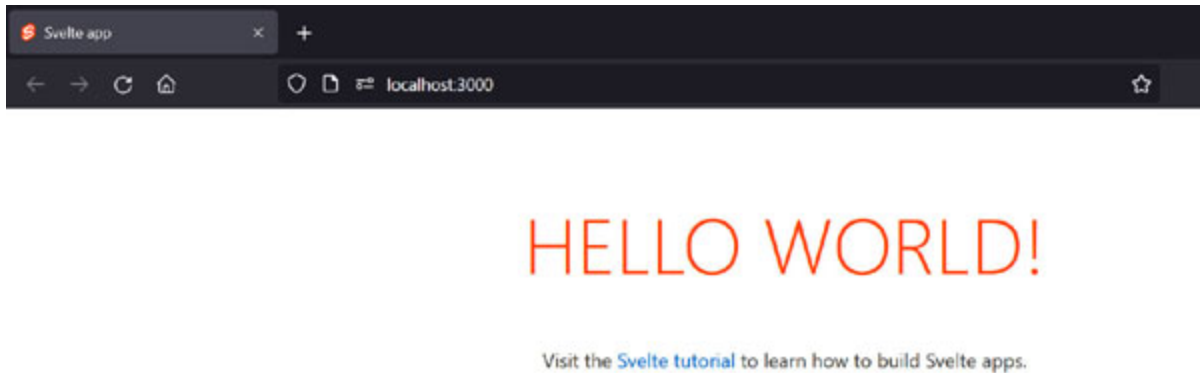 Svelte app
localhost:3000
HELLO WORLD!
Visit the Svelte tutorial to learn how to build Svelte apps.